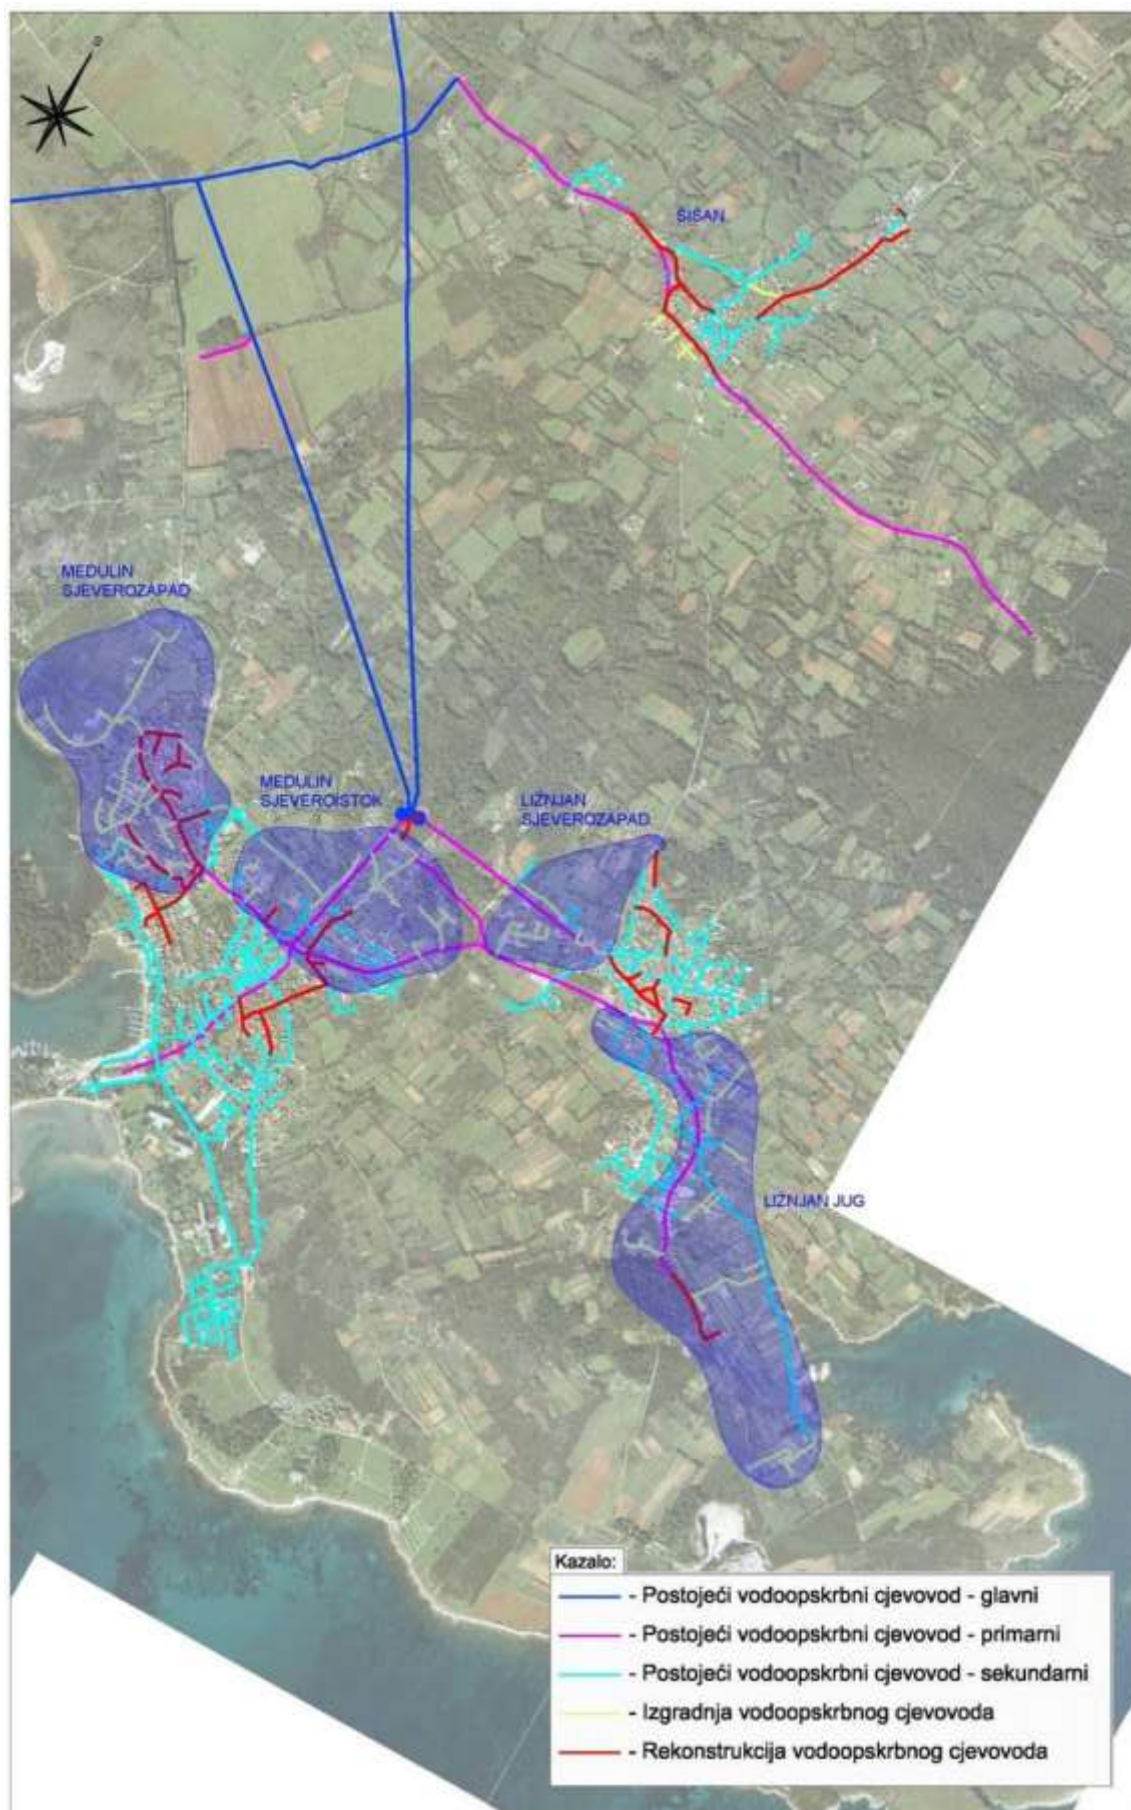 ŠIŠAN
MEDULIN
SJEVEROZAPAD
MEDULIN
SJEVEROISTOK
LIŽNJAN
SJEVEROZAPAD
LIŽNJAN JUG
Kazalo:
- Postojeći vodoopskrbni cjevovod - glavni
- Postojeći vodoopskrbni cjevovod - primarni
- Postojeći vodoopskrbni cjevovod - sekundarni
- Izgradnja vodoopskrbnog cjevovoda
- Rekonstrukcija vodoopskrbnog cjevovoda